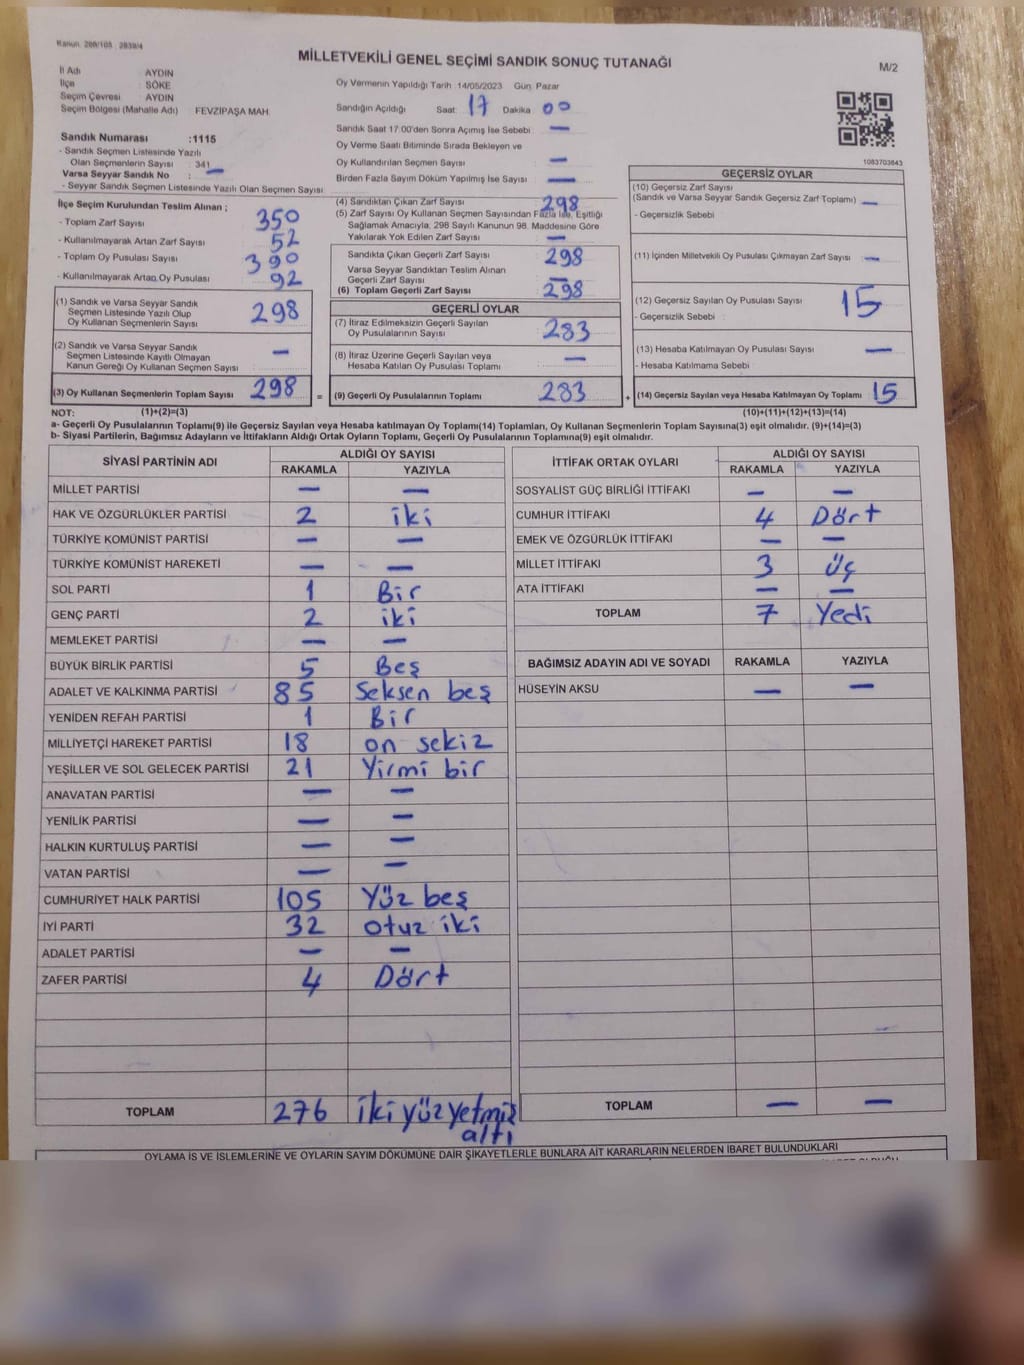 Kanun 298/105 2839/4
MİLLETVEKİLİ GENEL SEÇİMİ SANDIK SONUÇ TUTANAĞI
M/2
İl Adı AYDIN
İlçe SÖKE
Seçim Çevresi AYDIN
Seçim Bölgesi (Mahalle Adı) FEVZİPAŞA MAH
Sandık Numarası :1115
- Sandık Seçmen Listesinde Yazılı
Olan Seçmenlerin Sayısı : 341
Varsa Seyyar Sandık No : —
- Seyyar Sandık Seçmen Listesinde Yazılı Olan Seçmen Sayısı
Oy Vermenin Yapıldığı Tarih 14/05/2023 Gün Pazar
Sandığın Açıldığı Saat: 17 Dakika 00
Sandık Saat 17.00'den Sonra Açımış İse Sebebi —
Oy Verme Saati Bitiminde Sırada Bekleyen ve
Oy Kullandırılan Seçmen Sayısı —
Birden Fazla Sayım Döküm Yapılmış İse Sayısı —
1083703843
İlçe Seçim Kurulundan Teslim Alınan ;
- Toplam Zarf Sayısı 350
- Kullanılmayarak Artan Zarf Sayısı 52
- Toplam Oy Pusulası Sayısı 390
- Kullanılmayarak Artan Oy Pusulası 92
(1) Sandık ve Varsa Seyyar Sandık
Seçmen Listesinde Yazılı Olup
Oy Kullanan Seçmenlerin Sayısı 298
(2) Sandık ve Varsa Seyyar Sandık
Seçmen Listesinde Kayıtlı Olmayan
Kanun Gereği Oy Kullanan Seçmen Sayısı —
(3) Oy Kullanan Seçmenlerin Toplam Sayısı 298 =
(4) Sandıktan Çıkan Zarf Sayısı 298
(5) Zarf Sayısı Oy Kullanan Seçmen Sayısından Fazla İse, Eşitliği
Sağlamak Amacıyla, 298 Sayılı Kanunun 98. Maddesine Göre
Yakılarak Yok Edilen Zarf Sayısı —
Sandıkta Çıkan Geçerli Zarf Sayısı 298
Varsa Seyyar Sandıktan Teslim Alınan
Geçerli Zarf Sayısı —
(6) Toplam Geçerli Zarf Sayısı 298
GEÇERLİ OYLAR
(7) İtiraz Edilmeksizin Geçerli Sayılan
Oy Pusulalarının Sayısı 283
(8) İtiraz Üzerine Geçerli Sayılan veya
Hesaba Katılan Oy Pusulası Toplamı —
(9) Geçerli Oy Pusulalarının Toplamı 283 +
GEÇERSİZ OYLAR
(10) Geçersiz Zarf Sayısı
(Sandık ve Varsa Seyyar Sandık Geçersiz Zarf Toplamı) —
- Geçersizlik Sebebi
(11) İçinden Milletvekili Oy Pusulası Çıkmayan Zarf Sayısı —
(12) Geçersiz Sayılan Oy Pusulası Sayısı 15
- Geçersizlik Sebebi
(13) Hesaba Katılmayan Oy Pusulası Sayısı —
- Hesaba Katılmama Sebebi
(14) Geçersiz Sayılan veya Hesaba Katılmayan Oy Toplamı 15
NOT: (1)+(2)=(3) (10)+(11)+(12)+(13)=(14)
a- Geçerli Oy Pusulalarının Toplamı(9) ile Geçersiz Sayılan veya Hesaba katılmayan Oy Toplamı(14) Toplamları, Oy Kullanan Seçmenlerin Toplam Sayısına(3) eşit olmalıdır. (9)+(14)=(3)
b- Siyasi Partilerin, Bağımsız Adayların ve İttifakların Aldığı Ortak Oyların Toplamı, Geçerli Oy Pusulalarının Toplamına(9) eşit olmalıdır.
SİYASİ PARTİNİN ADI ALDIĞI OY SAYISI
RAKAMLA YAZIYLA
MİLLET PARTİSİ — —
HAK VE ÖZGÜRLÜKLER PARTİSİ 2 iki
TÜRKİYE KOMÜNİST PARTİSİ — —
TÜRKİYE KOMÜNİST HAREKETİ — —
SOL PARTİ 1 Bir
GENÇ PARTİ 2 iki
MEMLEKET PARTİSİ — —
BÜYÜK BİRLİK PARTİSİ 5 Beş
ADALET VE KALKINMA PARTİSİ 85 Seksen beş
YENİDEN REFAH PARTİSİ 1 Bir
MİLLİYETÇİ HAREKET PARTİSİ 18 on sekiz
YEŞİLLER VE SOL GELECEK PARTİSİ 21 Yirmi bir
ANAVATAN PARTİSİ — —
YENİLİK PARTİSİ — —
HALKIN KURTULUŞ PARTİSİ — —
VATAN PARTİSİ — —
CUMHURİYET HALK PARTİSİ 105 Yüz beş
İYİ PARTİ 32 otuz iki
ADALET PARTİSİ — —
ZAFER PARTİSİ 4 Dört
TOPLAM 276 iki yüz yetmiş
altı
İTTİFAK ORTAK OYLARI ALDIĞI OY SAYISI
RAKAMLA YAZIYLA
SOSYALİST GÜÇ BİRLİĞİ İTTİFAKI — —
CUMHUR İTTİFAKI 4 Dört
EMEK VE ÖZGÜRLÜK İTTİFAKI — —
MİLLET İTTİFAKI 3 Üç
ATA İTTİFAKI — —
TOPLAM 7 Yedi
BAĞIMSIZ ADAYIN ADI VE SOYADI RAKAMLA YAZIYLA
HÜSEYİN AKSU — —
TOPLAM — —
OYLAMA İŞ VE İŞLEMLERİNE VE OYLARIN SAYIM DÖKÜMÜNE DAİR ŞİKAYETLERLE BUNLARA AİT KARARLARIN NELERDEN İBARET BULUNDUKLARI